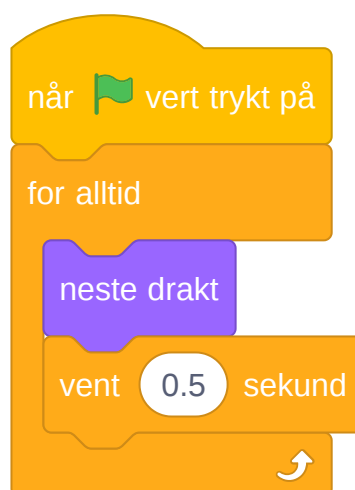 når vert trykt på
for alltid
neste drakt
vent 0.5 sekund